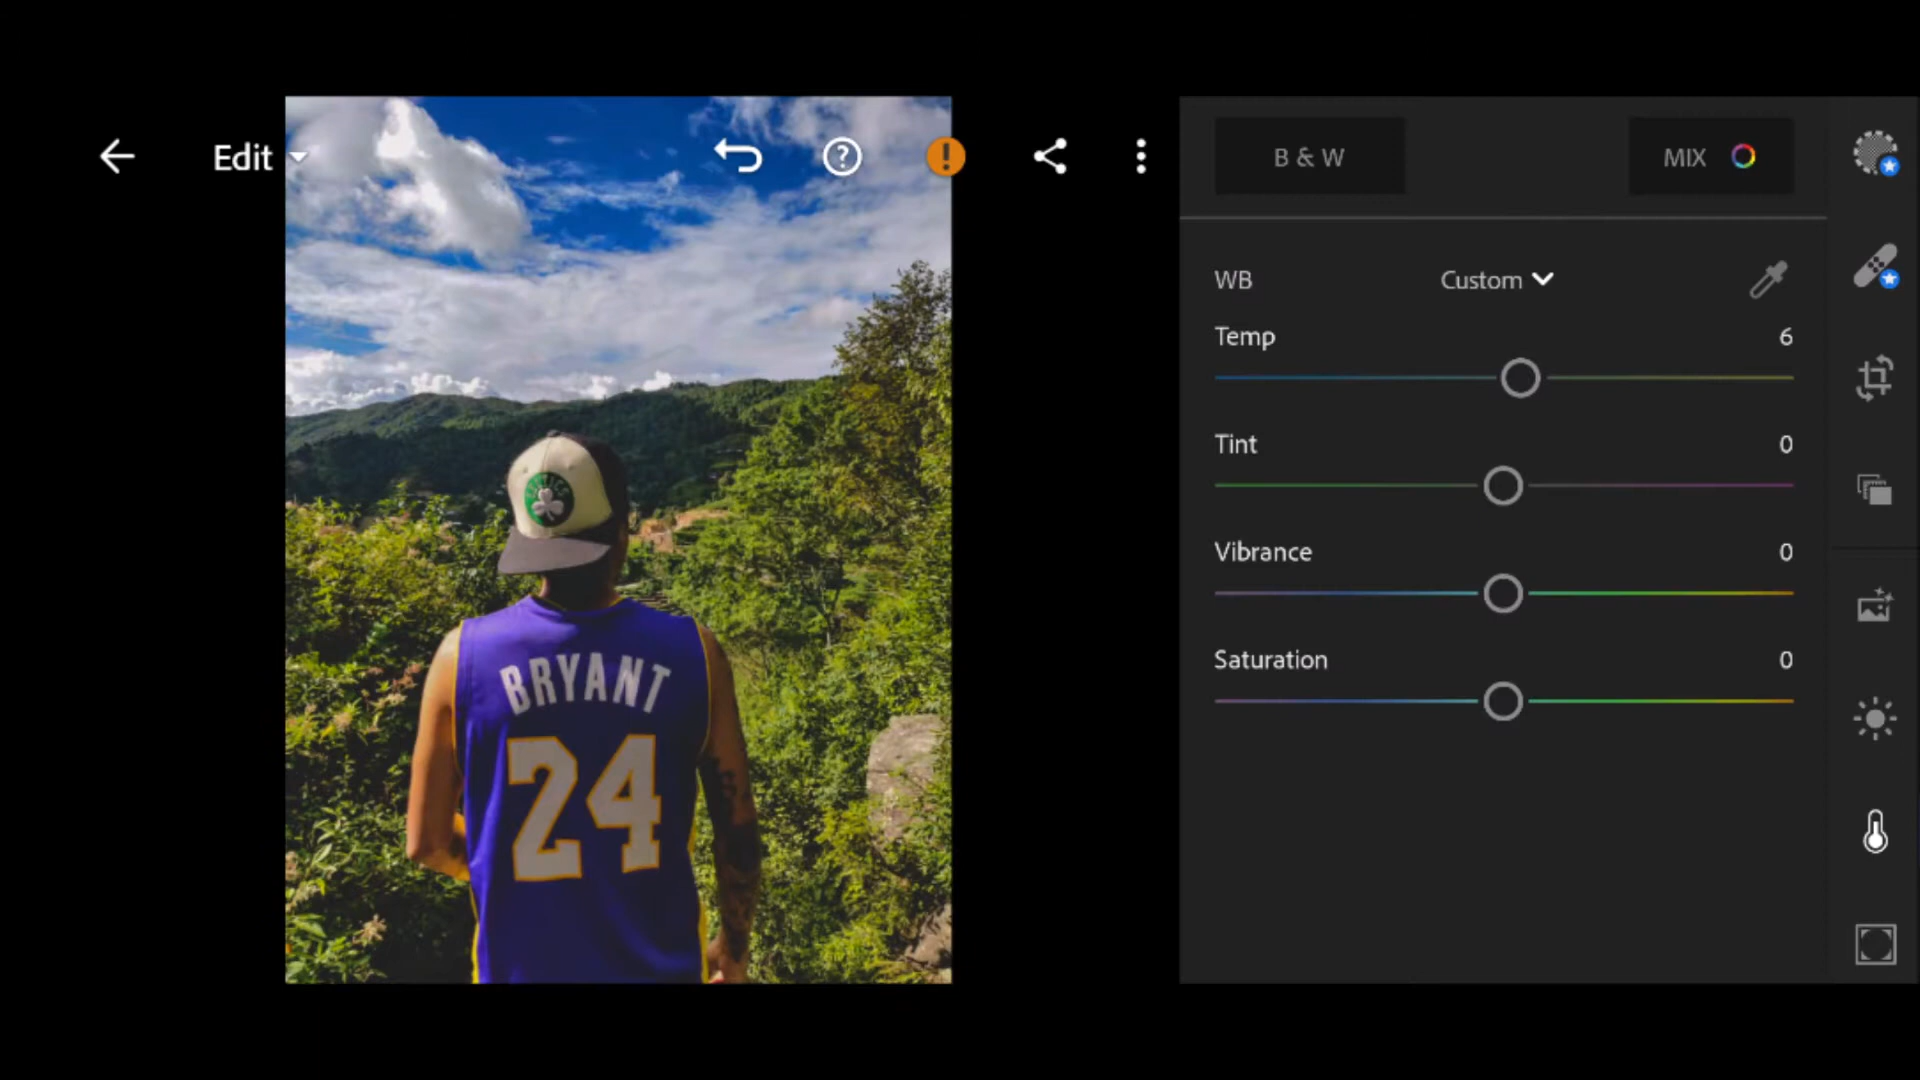 Edit
B & W
MIX
WB
Custom
Temp
6
Tint
0
Vibrance
0
Saturation
0
BRYANT
24